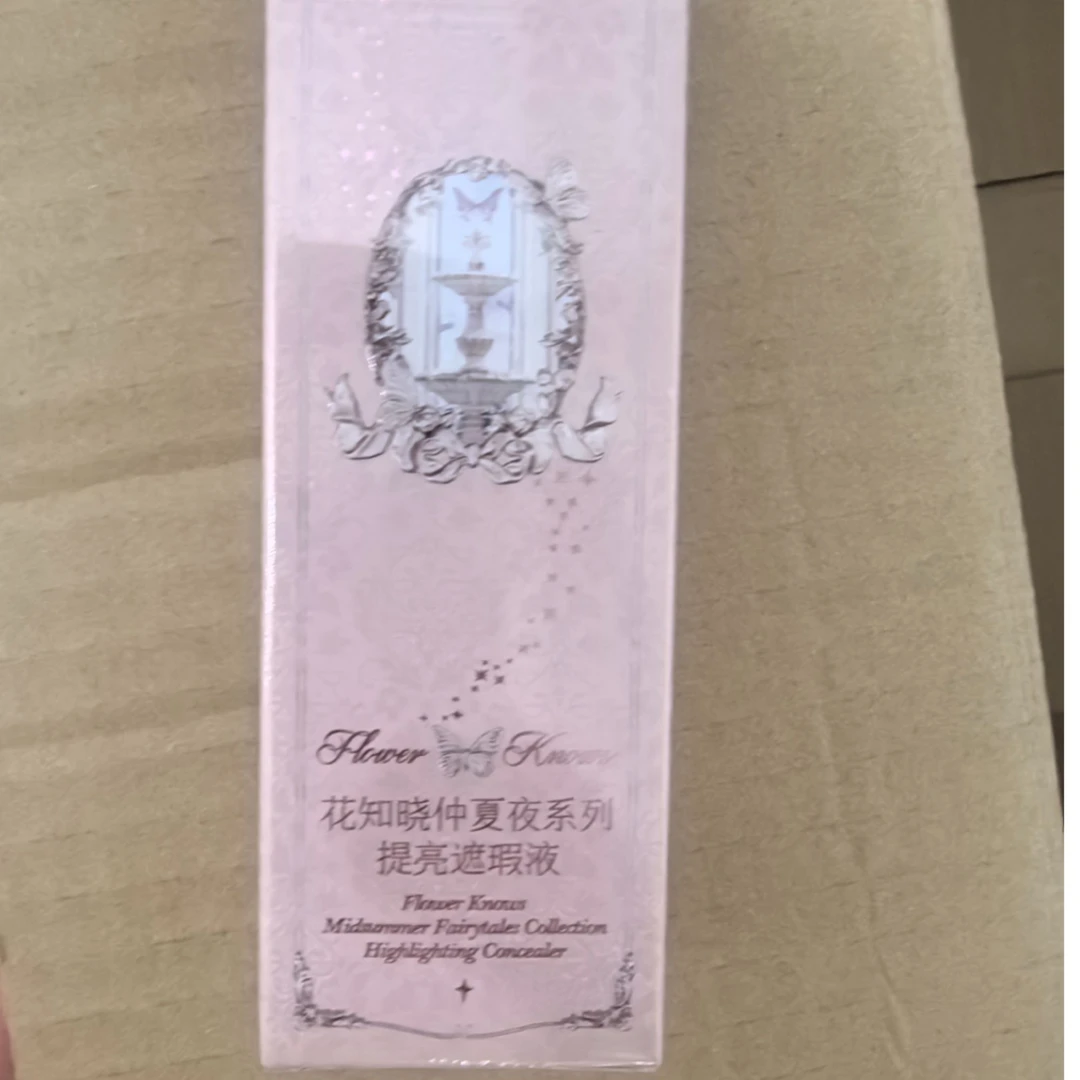 Flower Knows
花知晓仲夏夜系列
提亮遮瑕液
Flower Knows
Midsummer Fairytales Collection
Highlighting Concealer